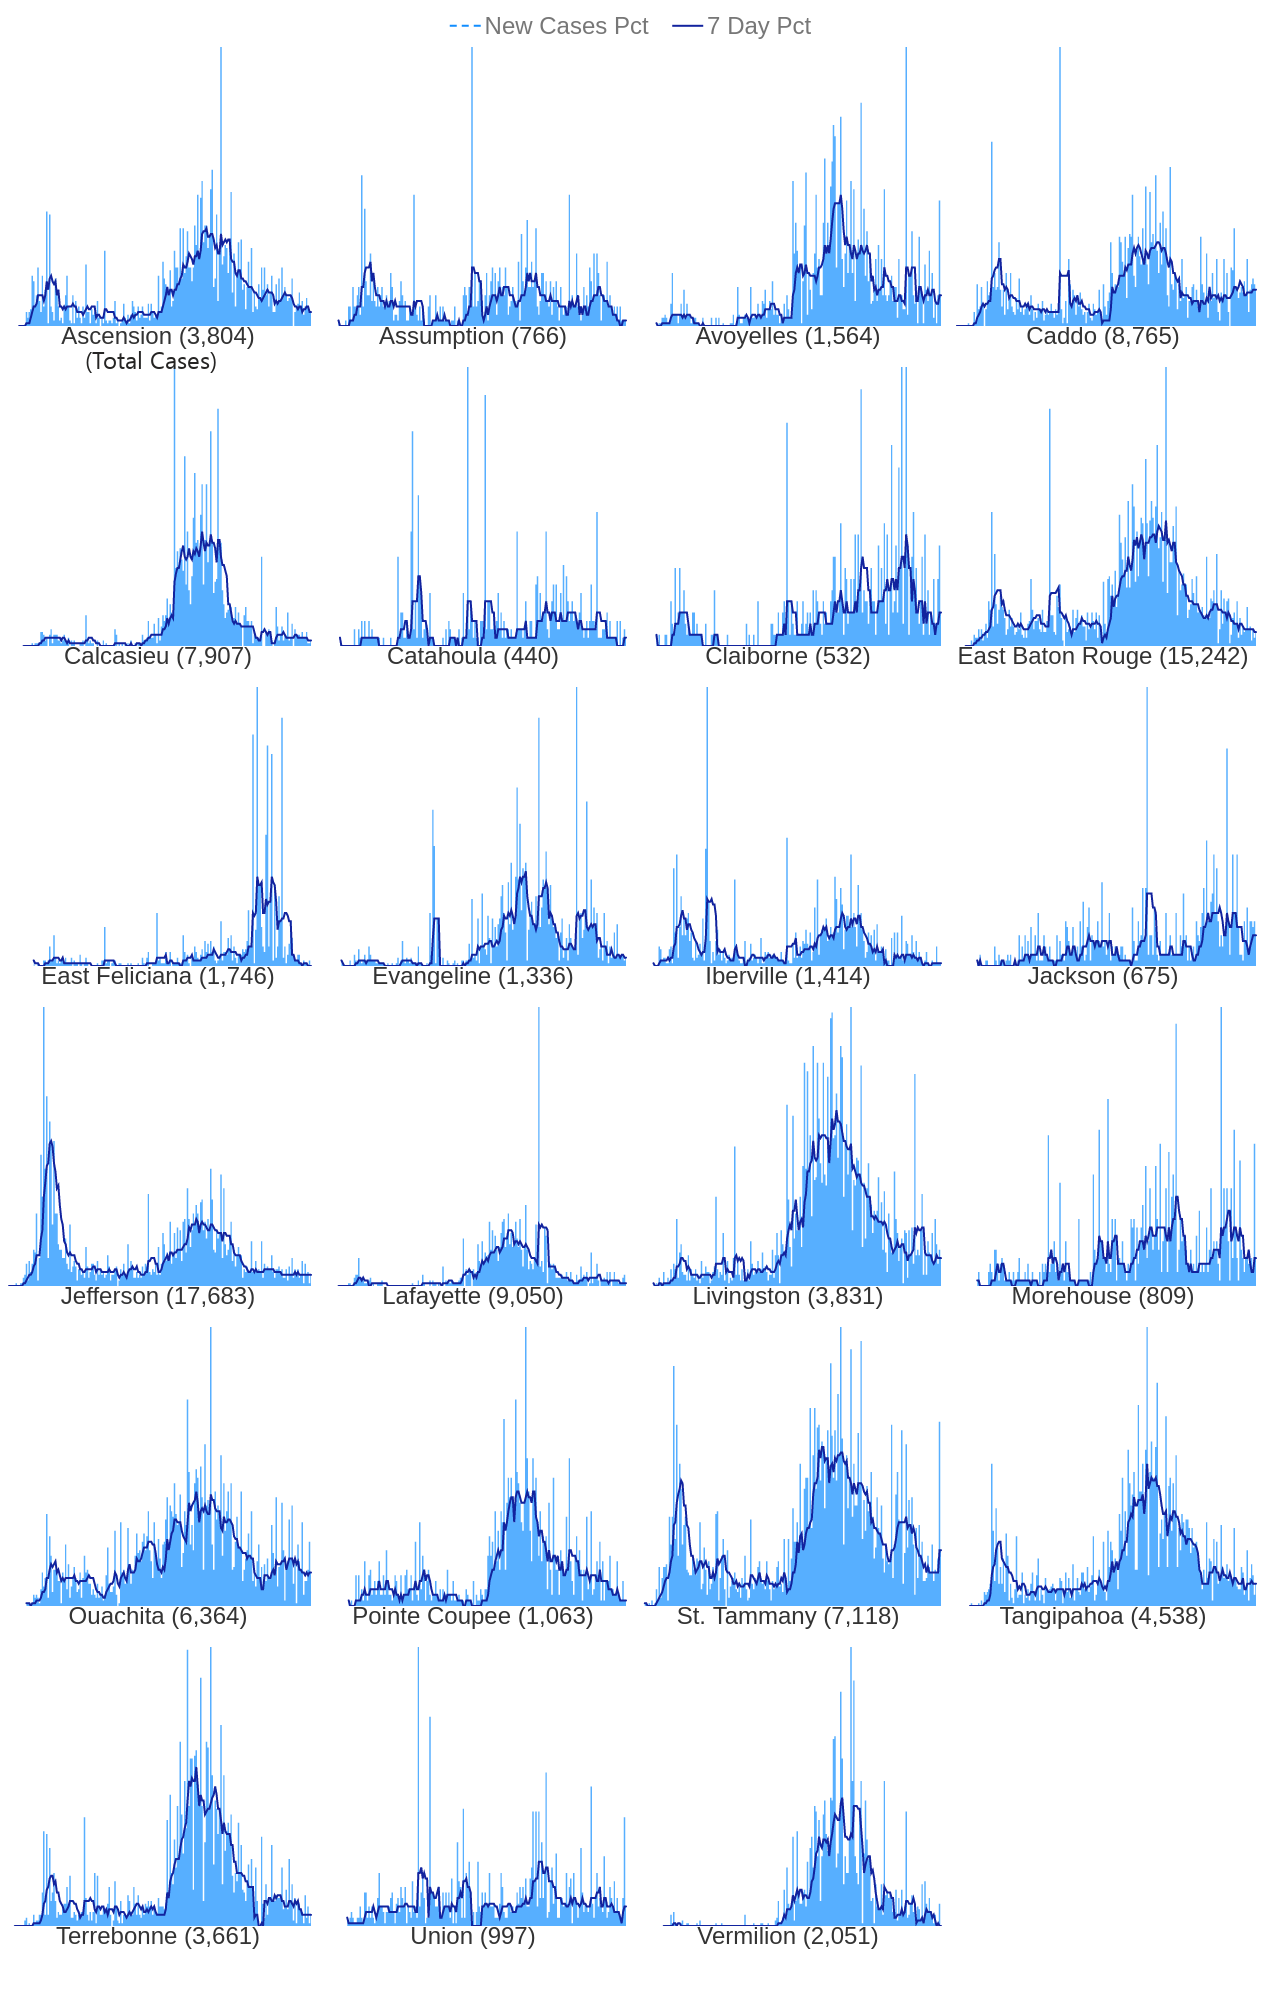 New Cases Pct 7 Day Pct
Ascension (3,804) Assumption (766) Avoyelles (1,564) Caddo (8,765)
(Total Cases)
Calcasieu (7,907) Catahoula (440) Claiborne (532) East Baton Rouge (15,242)
East Feliciana (1,746) Evangeline (1,336) Iberville (1,414) Jackson (675)
Jefferson (17,683) Lafayette (9,050) Livingston (3,831) Morehouse (809)
Ouachita (6,364) Pointe Coupee (1,063) St. Tammany (7,118) Tangipahoa (4,538)
Terrebonne (3,661) Union (997) Vermilion (2,051)